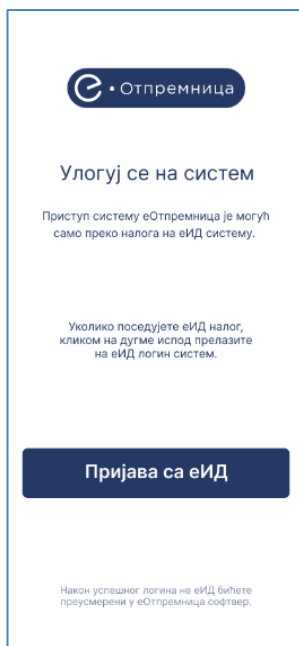 е • Отпремница
Улогуј се на систем
Приступ систему еОтпремница је могућ
само преко налога на еИД систему.
Уколико поседујете еИД налог,
кликом на дугме испод прелазите
на еИД логин систем.
Пријава са еИД
Након успешног логина не еИД бићете
преусмерени у еОтпремница софтвер.